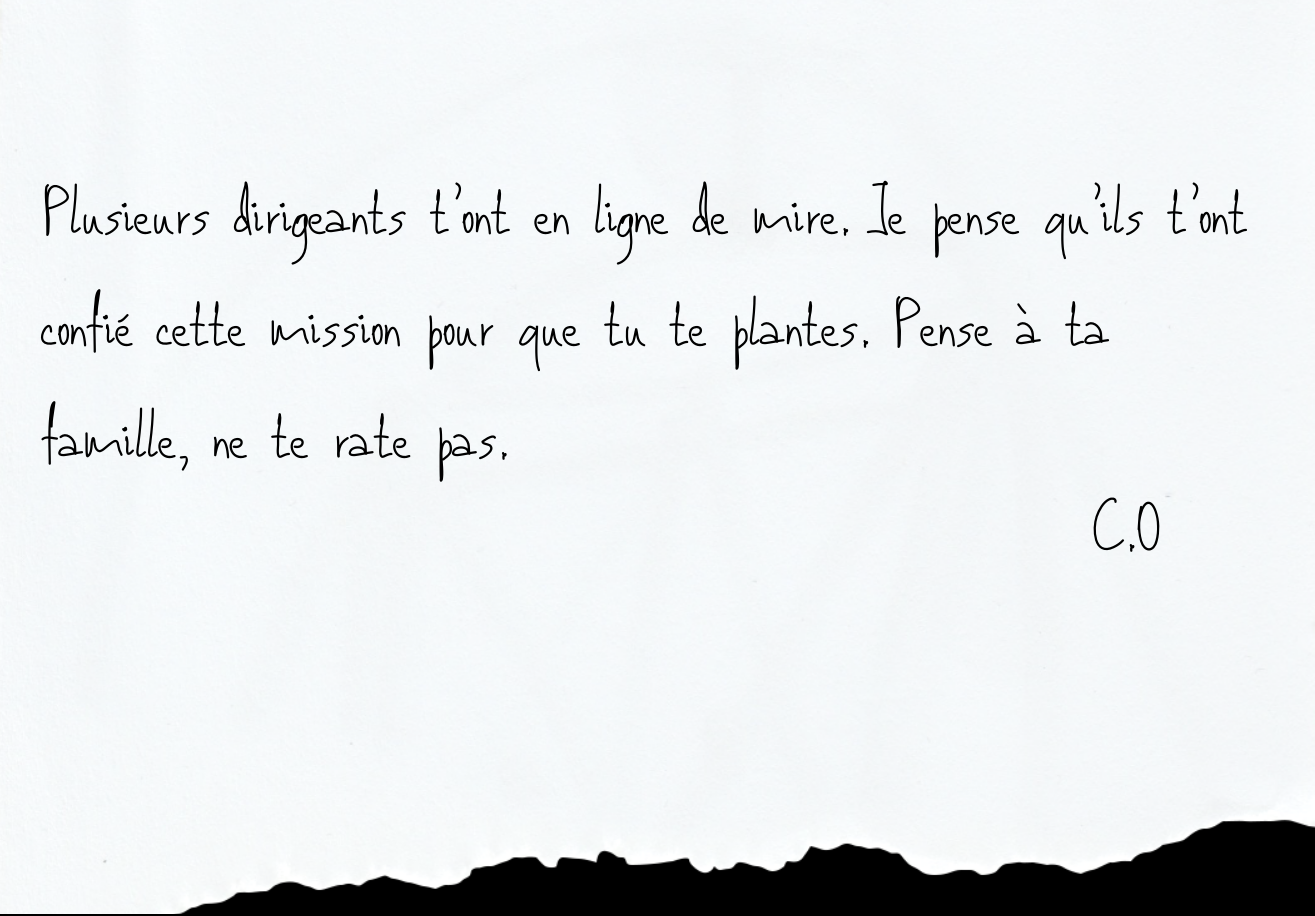 Plusieurs dirigeants t'ont en ligne de mire. Je pense qu'ils t'ont
confié cette mission pour que tu te plantes. Pense à ta
famille, ne te rate pas.
C.O